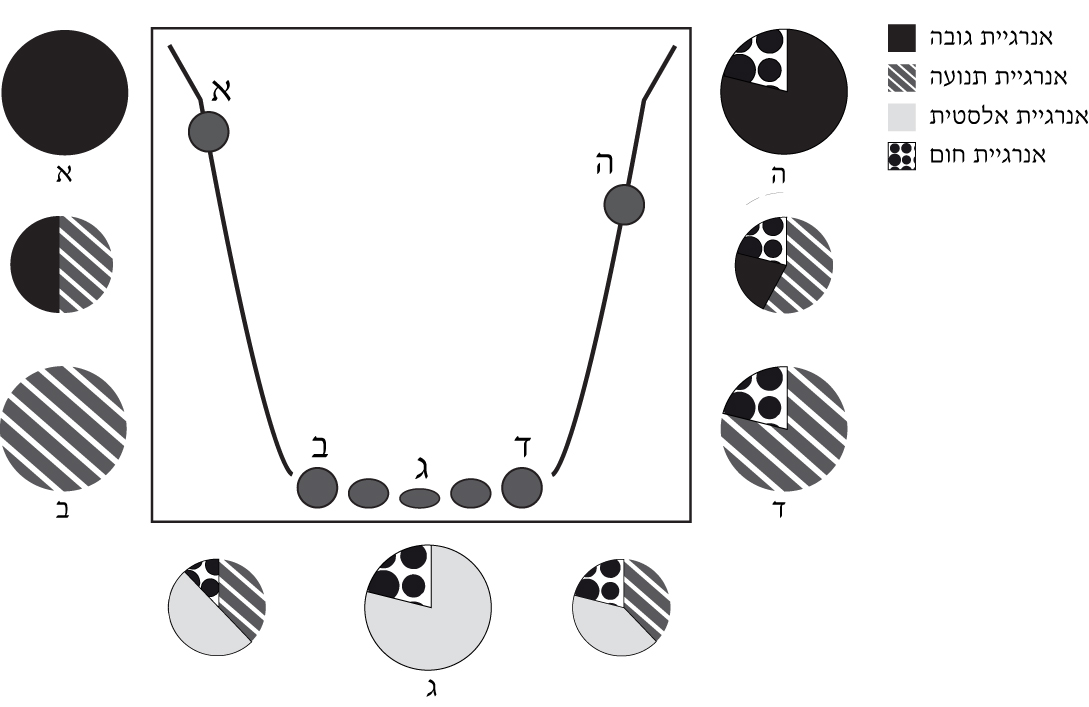 אנרגיית גובה
אנרגיית תנועה
אנרגיית אלסטית
אנרגיית חום
א
ה
א
ה
ב
ג
ד
ב
ד
ג